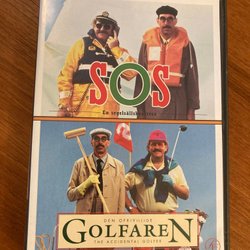 SOS
En segelsällskapsresa
DEN OFRIVILLIGE
GOLFAREN
THE ACCIDENTAL GOLFER